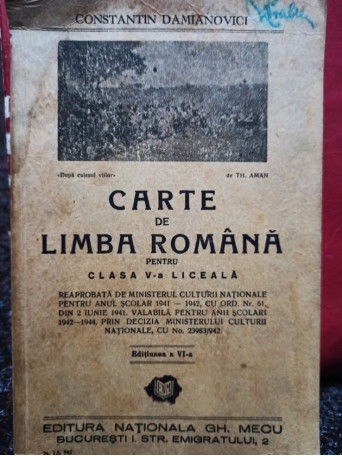 CONSTANTIN DAMIANOVICI
«După culesul viilor» de TH. AMAN
CARTE
DE
LIMBA ROMÂNĂ
PENTRU
CLASA V-a LICEALĂ
REAPROBATĂ DE MINISTERUL CULTURII NAȚIONALE
PENTRU ANUL ȘCOLAR 1941 — 1942, CU ORD. Nr. 61,
DIN 2 IUNIE 1941. VALABILĂ PENTRU ANII ȘCOLARI
1942—1944, PRIN DECIZIA MINISTERULUI CULTURII
NAȚIONALE, CU No. 23983/942
Edițiunea a VI-a
EDITURA NAȚIONALA GH. MECU
BUCUREȘTI I. STR. EMIGRATULUI, 2